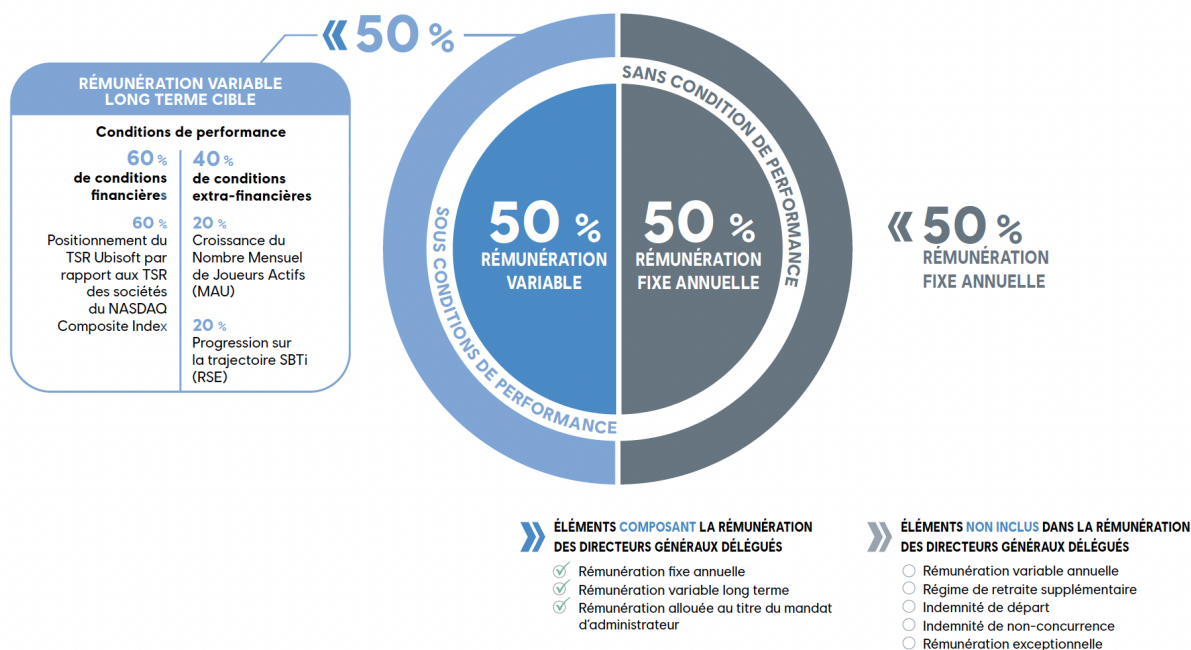 50 %
RÉMUNÉRATION VARIABLE
LONG TERME CIBLE
Conditions de performance
60 %
de conditions
financières
60 %
Positionnement du
TSR Ubisoft par
rapport aux TSR
des sociétés
du NASDAQ
Composite Index
40 %
de conditions
extra-financières
20 %
Croissance du
Nombre Mensuel
de Joueurs Actifs
(MAU)
20 %
Progression sur
la trajectoire SBTi
(RSE)
SOUS CONDITIONS DE PERFORMANCE
50 %
RÉMUNÉRATION
VARIABLE
SANS CONDITION DE PERFORMANCE
50 %
RÉMUNÉRATION
FIXE ANNUELLE
50 %
RÉMUNÉRATION
FIXE ANNUELLE
ÉLÉMENTS COMPOSANT LA RÉMUNÉRATION
DES DIRECTEURS GÉNÉRAUX DÉLÉGUÉS
Rémunération fixe annuelle
Rémunération variable long terme
Rémunération allouée au titre du mandat
d’administrateur
ÉLÉMENTS NON INCLUS DANS LA RÉMUNÉRATION
DES DIRECTEURS GÉNÉRAUX DÉLÉGUÉS
Rémunération variable annuelle
Régime de retraite supplémentaire
Indemnité de départ
Indemnité de non-concurrence
Rémunération exceptionnelle